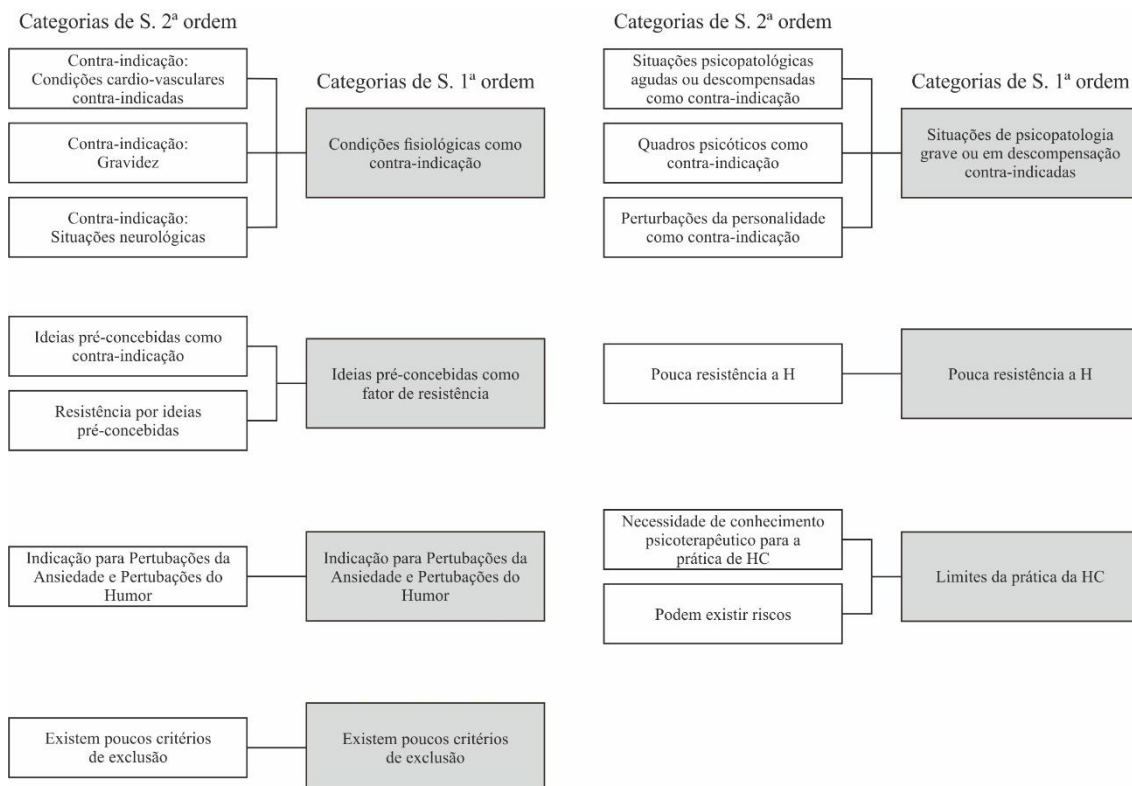 Categorias de S. 2ª ordem
Contra-indicação:
Condições cardio-vasculares
contra-indicadas
Contra-indicação:
Gravidez
Contra-indicação:
Situações neurológicas
Categorias de S. 1ª ordem
Condições fisiológicas como
contra-indicação
Categorias de S. 2ª ordem
Situações psicopatológicas
agudas ou descompensadas
como contra-indicação
Quadros psicóticos como
contra-indicação
Perturbações da personalidade
como contra-indicação
Categorias de S. 1ª ordem
Situações de psicopatologia
grave ou em descompensação
contra-indicadas
Ideias pré-concebidas como
contra-indicação
Resistência por ideias
pré-concebidas
Ideias pré-concebidas como
fator de resistência
Pouca resistência a H
Pouca resistência a H
Indicação para Pertubações da
Ansiedade e Pertubações do
Humor
Indicação para Pertubações da
Ansiedade e Pertubações do
Humor
Necessidade de conhecimento
psicoterapêutico para a
prática de HC
Podem existir riscos
Limites da prática da HC
Existem poucos critérios
de exclusão
Existem poucos critérios
de exclusão